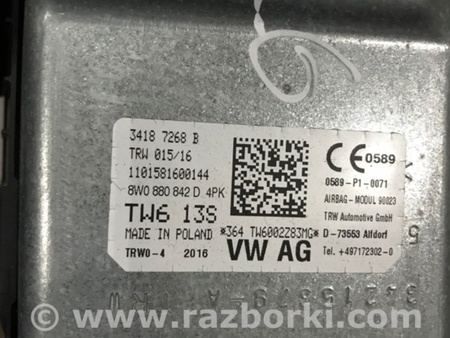 3418 7268 B
TRW 015/16
1101581600144
8W0 880 842 D 4PK
TW6 13S
MADE IN POLAND
TRW0-4 2016
*364 TW6002Z83MG*
VW AG
CE 0589
0589-P1-0071
AIRBAG-MODUL 90023
TRW Automotive GmbH
D-73553 Alfdorf
Tel. +497172302-0
www.razborki.com